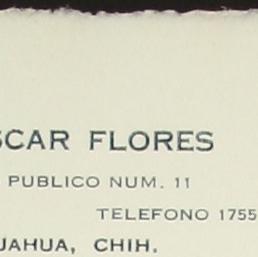 SCAR FLORES
PUBLICO NUM. 11
TELEFONO 1755
UAHUA, CHIH.